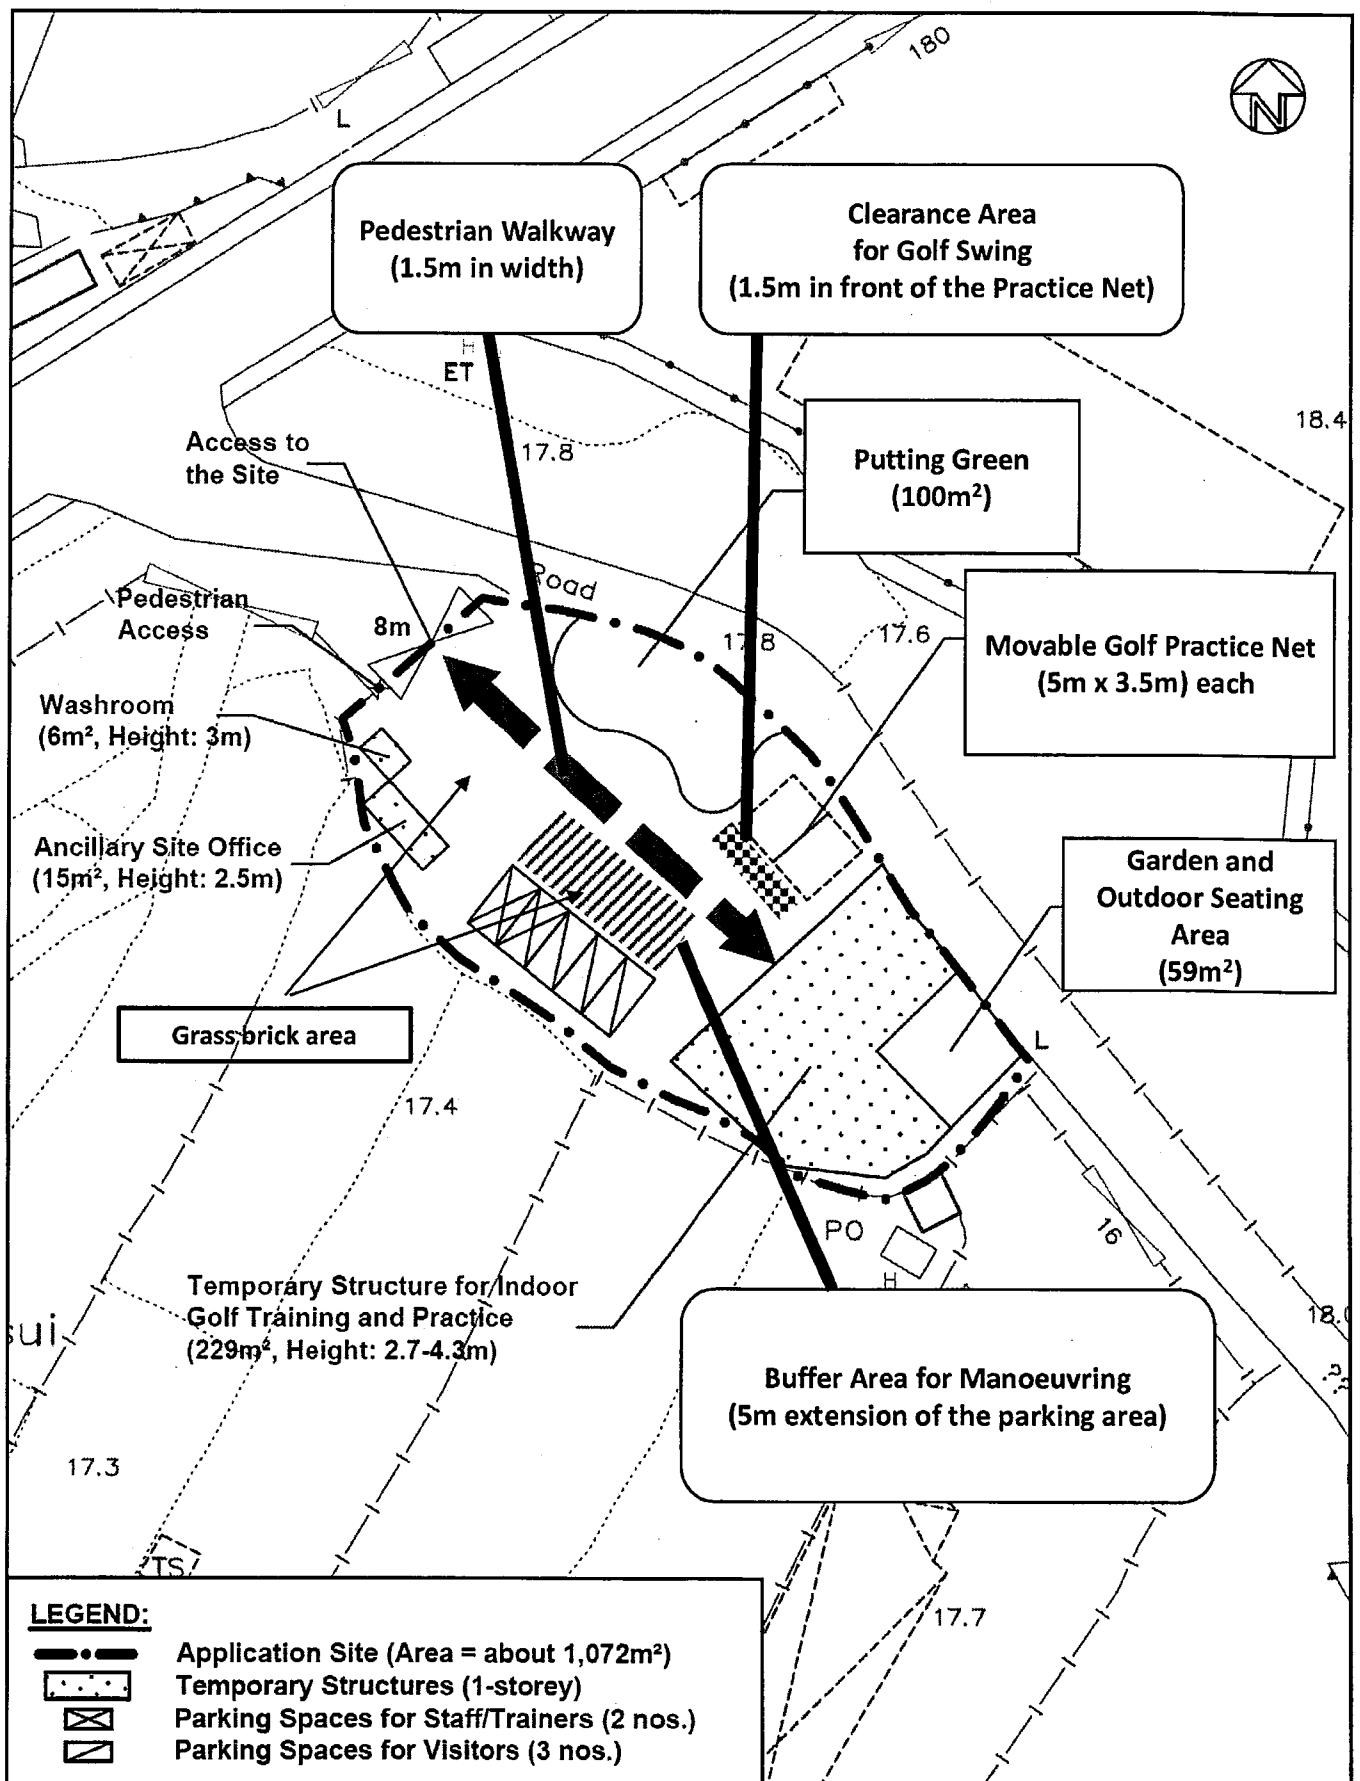 180
N
L
Pedestrian Walkway
(1.5m in width)
Clearance Area
for Golf Swing
(1.5m in front of the Practice Net)
H
ET
17.8
18.4
Access to
the Site
Putting Green
(100m²)
Road
Pedestrian
Access
8m
17.8
17.6
Movable Golf Practice Net
(5m x 3.5m) each
Washroom
(6m², Height: 3m)
Ancillary Site Office
(15m², Height: 2.5m)
Garden and
Outdoor Seating
Area
(59m²)
Grass brick area
L
17.4
PO
16
H
Temporary Structure for Indoor
Golf Training and Practice
(229m², Height: 2.7-4.3m)
sui
18.0
Buffer Area for Manoeuvring
(5m extension of the parking area)
17.3
TS
17.7
LEGEND:
Application Site (Area = about 1,072m²)
Temporary Structures (1-storey)
Parking Spaces for Staff/Trainers (2 nos.)
Parking Spaces for Visitors (3 nos.)